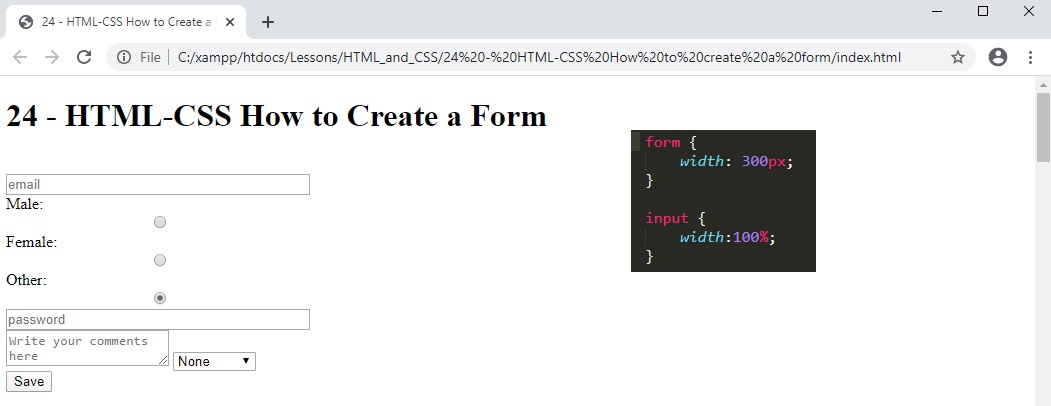 24 - HTML-CSS How to Create a
File | C:/xampp/htdocs/Lessons/HTML_and_CSS/24%20-%20HTML-CSS%20How%20to%20create%20a%20form/index.html
24 - HTML-CSS How to Create a Form
email
Male:
Female:
Other:
password
Write your comments
here
None
Save
form {
width: 300px;
}
input {
width:100%;
}